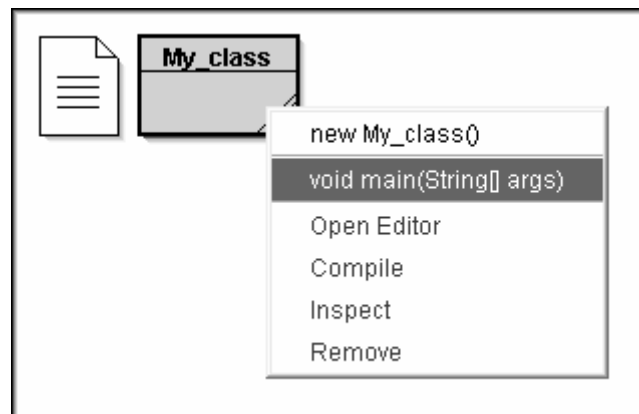 My_class
new My_class()
void main(String[] args)
Open Editor
Compile
Inspect
Remove